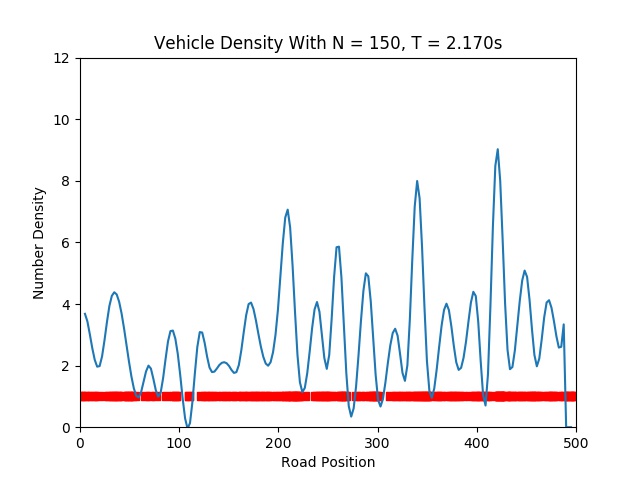 Vehicle Density With N = 150, T = 2.170s
12
10
8
6
4
2
0
Number Density
0 100 200 300 400 500
Road Position